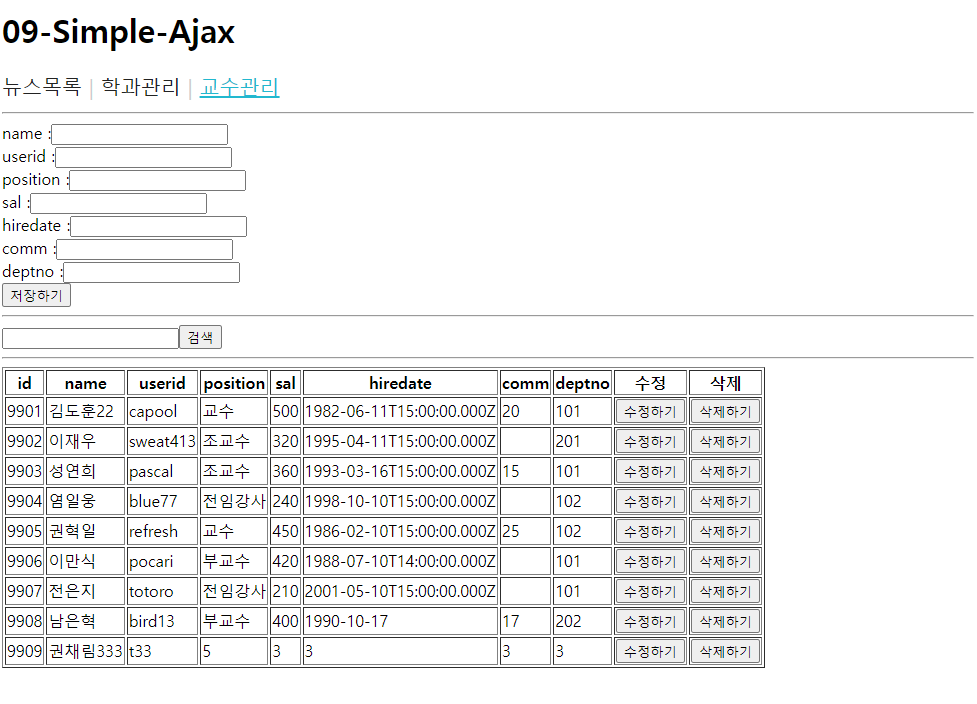 09-Simple-Ajax
뉴스목록 | 학과관리 | 교수관리
name :
userid :
position :
sal :
hiredate :
comm :
deptno :
저장하기
검색
id name userid position sal hiredate comm deptno 수정 삭제
9901 김도훈22 capool 교수 500 1982-06-11T15:00:00.000Z 20 101 수정하기 삭제하기
9902 이재우 sweat413 조교수 320 1995-04-11T15:00:00.000Z 201 수정하기 삭제하기
9903 성연희 pascal 조교수 360 1993-03-16T15:00:00.000Z 15 101 수정하기 삭제하기
9904 염일웅 blue77 전임강사 240 1998-10-10T15:00:00.000Z 102 수정하기 삭제하기
9905 권혁일 refresh 교수 450 1986-02-10T15:00:00.000Z 25 102 수정하기 삭제하기
9906 이만식 pocari 부교수 420 1988-07-10T14:00:00.000Z 101 수정하기 삭제하기
9907 전은지 totoro 전임강사 210 2001-05-10T15:00:00.000Z 101 수정하기 삭제하기
9908 남은혁 bird13 부교수 400 1990-10-17 17 202 수정하기 삭제하기
9909 권채림333 t33 5 3 3 3 3 수정하기 삭제하기